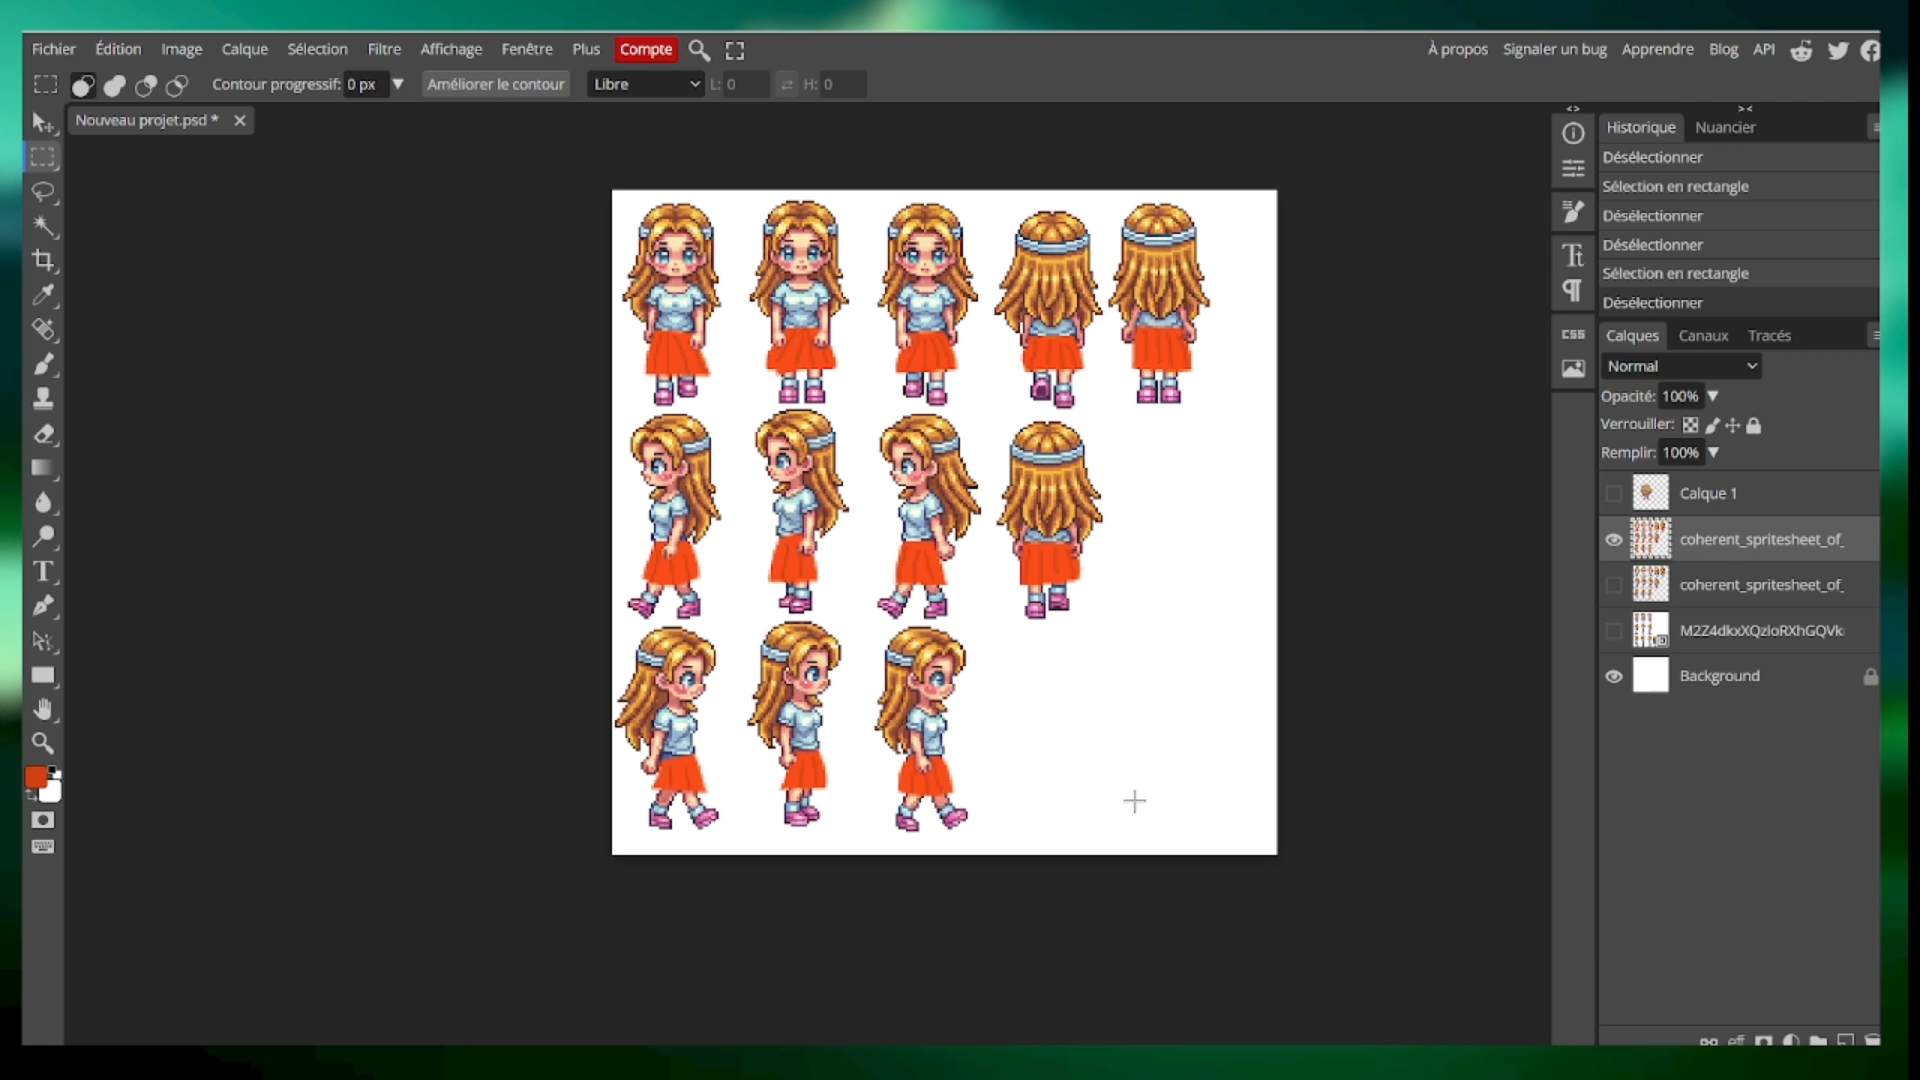 Fichier Édition Image Calque Sélection Filtre Affichage Fenêtre Plus Compte À propos Signaler un bug Apprendre Blog API
Contour progressif: 0 px Améliorer le contour Libre L: 0 H: 0
Nouveau projet.psd *
Historique Nuancier
Désélectionner
Sélection en rectangle
Désélectionner
Désélectionner
Sélection en rectangle
Désélectionner
CSS
Calques Canaux Tracés
Normal
Opacité: 100%
Verrouiller:
Remplir: 100%
Calque 1
coherent_spritesheet_of_
coherent_spritesheet_of_
M2Z4dkxXQzloRXhGQVk
Background
eff